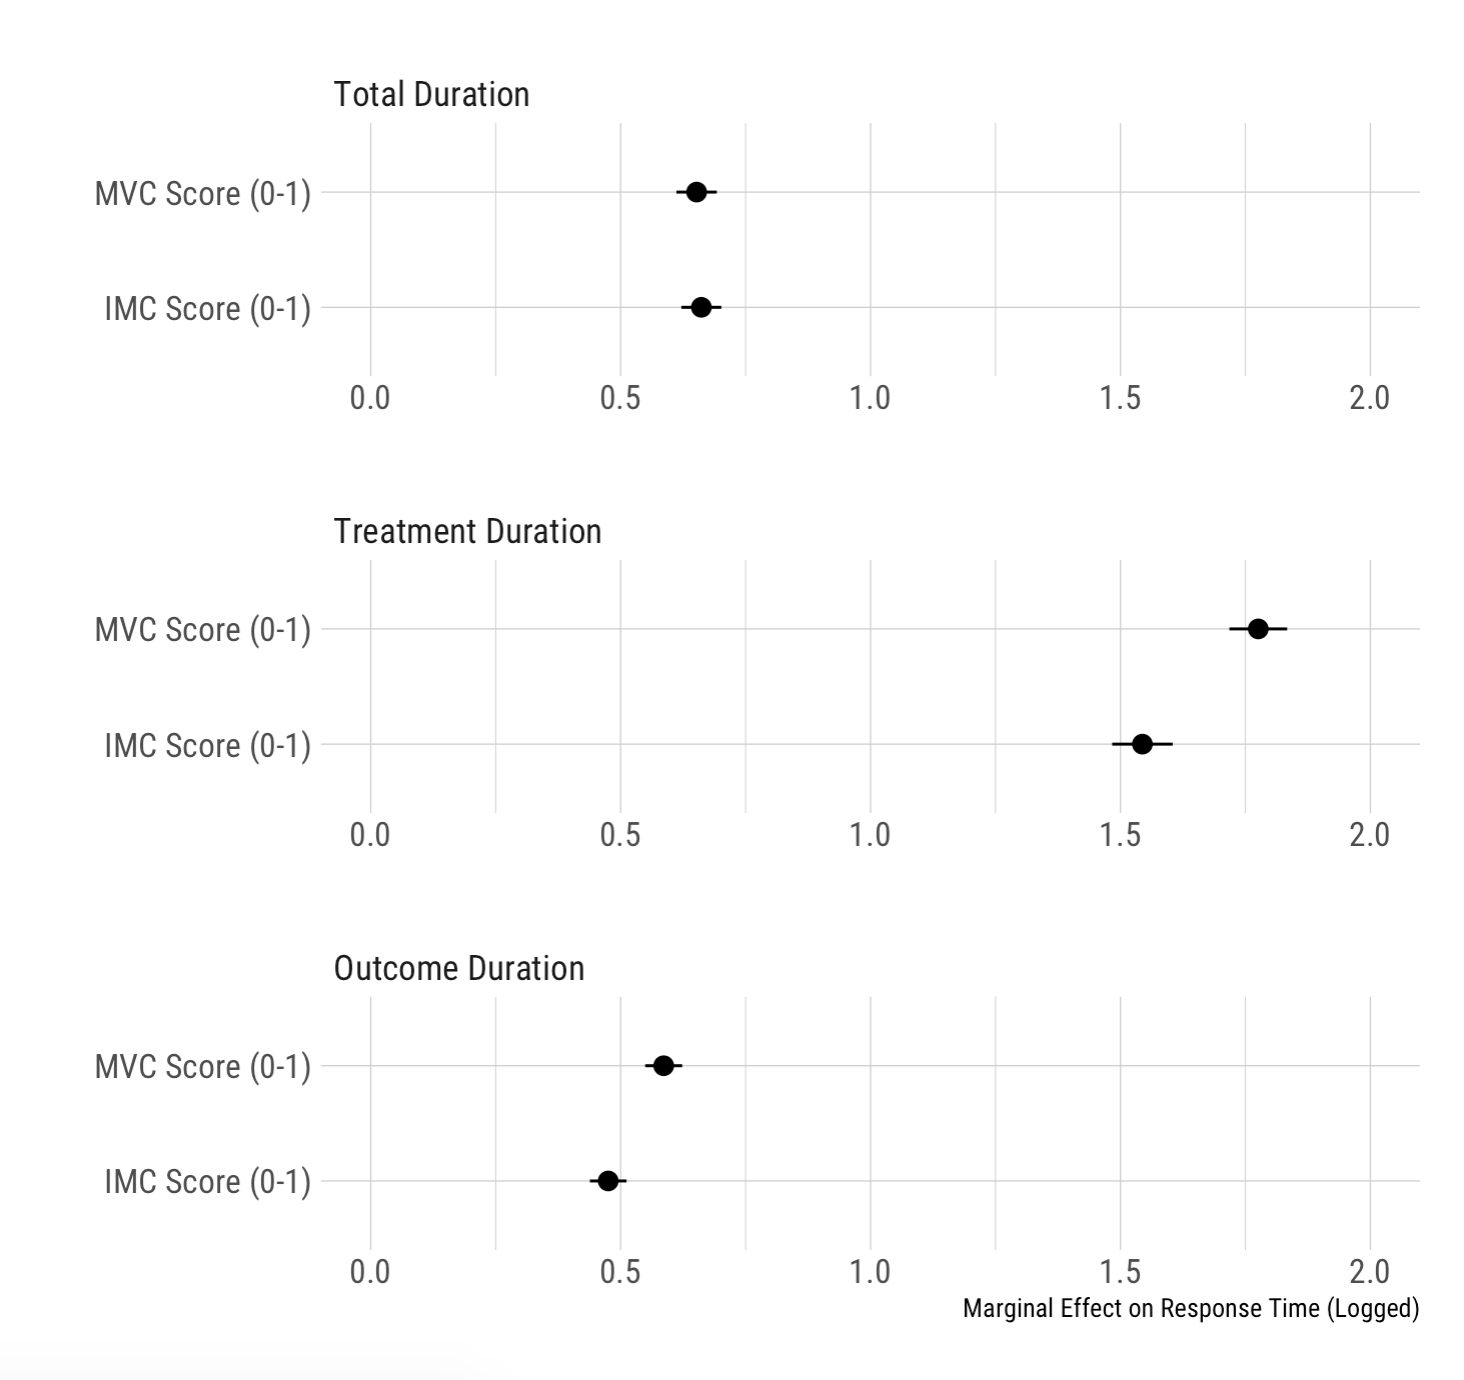 Total Duration
MVC Score (0-1)
IMC Score (0-1)
0.0 0.5 1.0 1.5 2.0
Treatment Duration
MVC Score (0-1)
IMC Score (0-1)
0.0 0.5 1.0 1.5 2.0
Outcome Duration
MVC Score (0-1)
IMC Score (0-1)
0.0 0.5 1.0 1.5 2.0
Marginal Effect on Response Time (Logged)